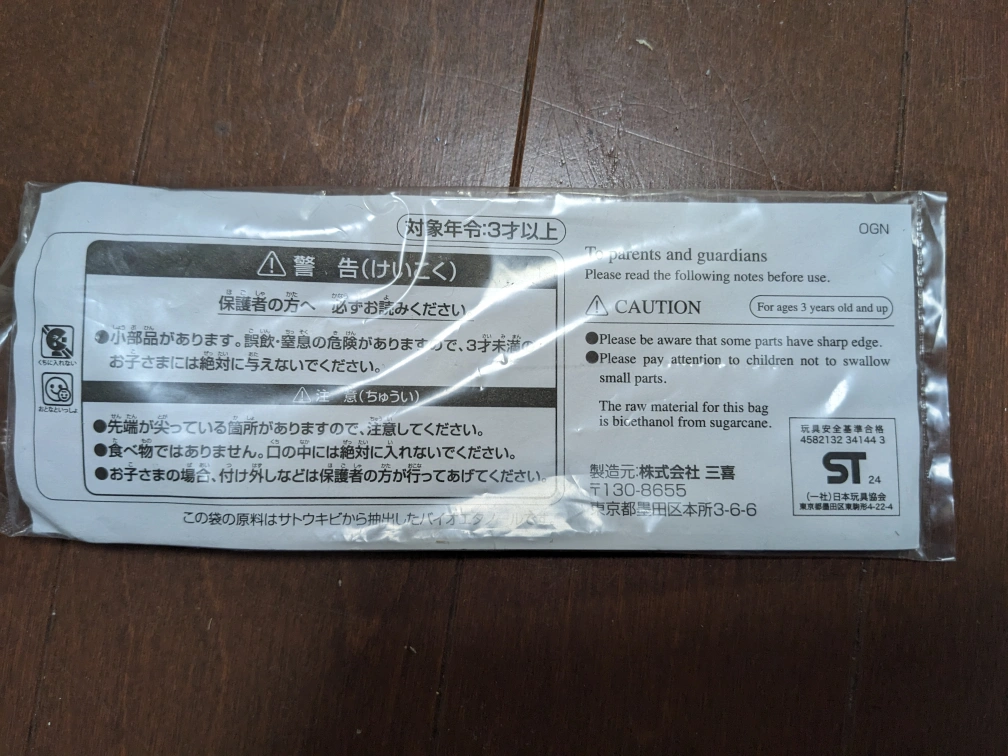 対象年令:3才以上
警 告(けいこく)
保護者の方へ 必ずお読みください
●小部品があります。誤飲・窒息の危険がありますので、3才未満の
お子さまには絶対に与えないでください。
注 意(ちゅうい)
●先端が尖っている箇所がありますので、注意してください。
●食べ物ではありません。口の中には絶対に入れないでください。
●お子さまの場合、付け外しなどは保護者の方が行ってあげてください。
くちに入れない
おとなといっしょ
この袋の原料はサトウキビから抽出したバイオエタノール
OGN
To parents and guardians
Please read the following notes before use.
CAUTION
For ages 3 years old and up
●Please be aware that some parts have sharp edge.
●Please pay attention to children not to swallow
small parts.
The raw material for this bag
is bioethanol from sugarcane.
製造元:株式会社 三喜
〒130-8655
東京都墨田区本所3-6-6
玩具安全基準合格
4582132 34144 3
ST 24
(一社)日本玩具協会
東京都墨田区東駒形4-22-4